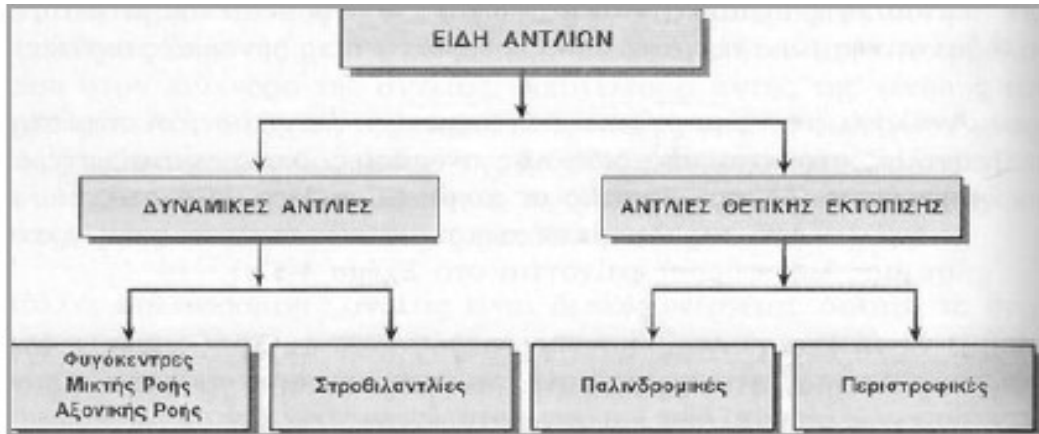 ΕΙΔΗ ΑΝΤΛΙΩΝ
ΔΥΝΑΜΙΚΕΣ ΑΝΤΛΙΕΣ
ΑΝΤΛΙΕΣ ΘΕΤΙΚΗΣ ΕΚΤΟΠΙΣΗΣ
Φυγόκεντρες
Μικτής Ροής
Αξονικής Ροής
Στροβιλαντλίες
Παλινδρομικές
Περιστροφικές